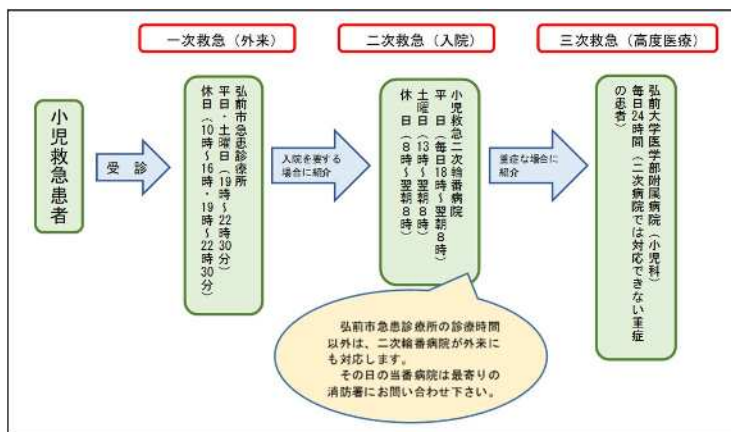 一次救急（外来）
二次救急（入院）
三次救急（高度医療）
小児救急患者
受　診
弘前市急患診療所
平日・土曜日（19時～22時30分）
休日（10時～16時・19時～
22時30分）
入院を要する
場合に紹介
小児救急二次輪番病院
平　日（毎日18時～翌朝8時）
土曜日（13時～翌朝8時）
休　日（8時～翌朝8時）
重症な場合に
紹介
弘前大学医学部附属病院（小児科）
毎日24時間（二次病院では対応できない重症
の患者）
弘前市急患診療所の診療時間
以外は、二次輪番病院が外来に
も対応します。
その日の当番病院は最寄りの
消防署にお問い合わせ下さい。